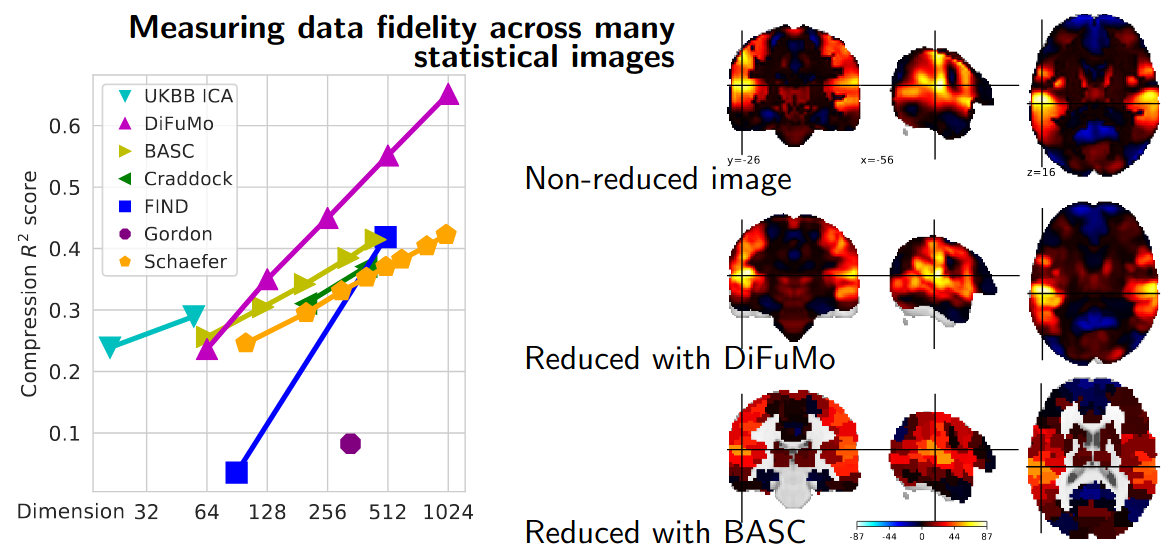 Measuring data fidelity across many
statistical images
UKBB ICA
DiFuMo
BASC
Craddock
FIND
Gordon
Schaefer
Compression R² score
0.6
0.5
0.4
0.3
0.2
0.1
Dimension 32 64 128 256 512 1024
y=-26 x=-56
z=16
Non-reduced image
Reduced with DiFuMo
Reduced with BASC
-87 -44 0 44 87